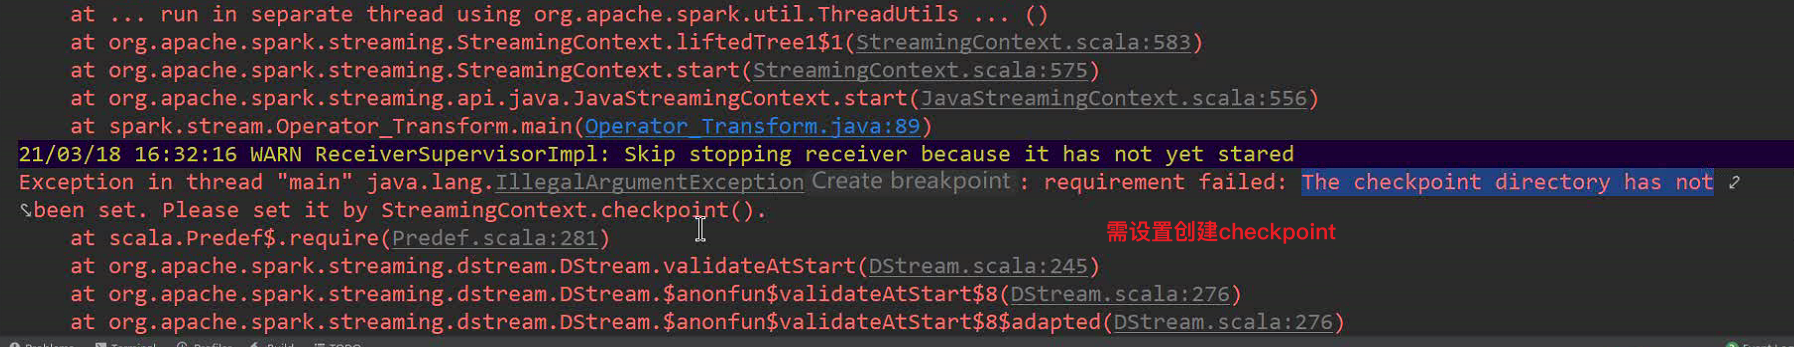 at ... run in separate thread using org.apache.spark.util.ThreadUtils ... ()
at org.apache.spark.streaming.StreamingContext.liftedTree1$1(StreamingContext.scala:583)
at org.apache.spark.streaming.StreamingContext.start(StreamingContext.scala:575)
at org.apache.spark.streaming.api.java.JavaStreamingContext.start(JavaStreamingContext.scala:556)
at spark.stream.Operator_Transform.main(Operator_Transform.java:89)
21/03/18 16:32:16 WARN ReceiverSupervisorImpl: Skip stopping receiver because it has not yet stared
Exception in thread "main" java.lang.IllegalArgumentException Create breakpoint : requirement failed: The checkpoint directory has not
been set. Please set it by StreamingContext.checkpoint().
at scala.Predef$.require(Predef.scala:281)
需设置创建checkpoint
at org.apache.spark.streaming.dstream.DStream.validateAtStart(DStream.scala:245)
at org.apache.spark.streaming.dstream.DStream.$anonfun$validateAtStart$8(DStream.scala:276)
at org.apache.spark.streaming.dstream.DStream.$anonfun$validateAtStart$8$adapted(DStream.scala:276)